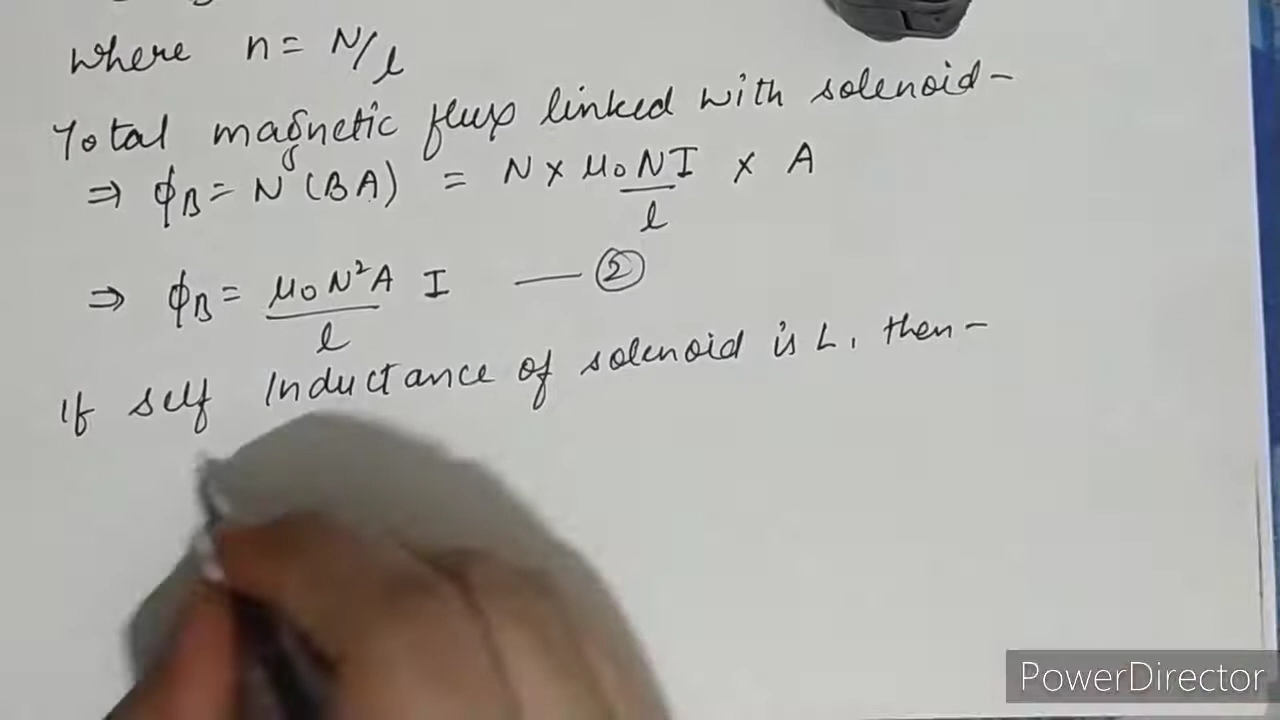 where n = N/l
Total magnetic flux linked with solenoid -
⇒ ϕB = N (BA) = N × μ0NI/l × A
⇒ ϕB = μ0N²A/l I — ②
If self Inductance of solenoid is L, then -
PowerDirector